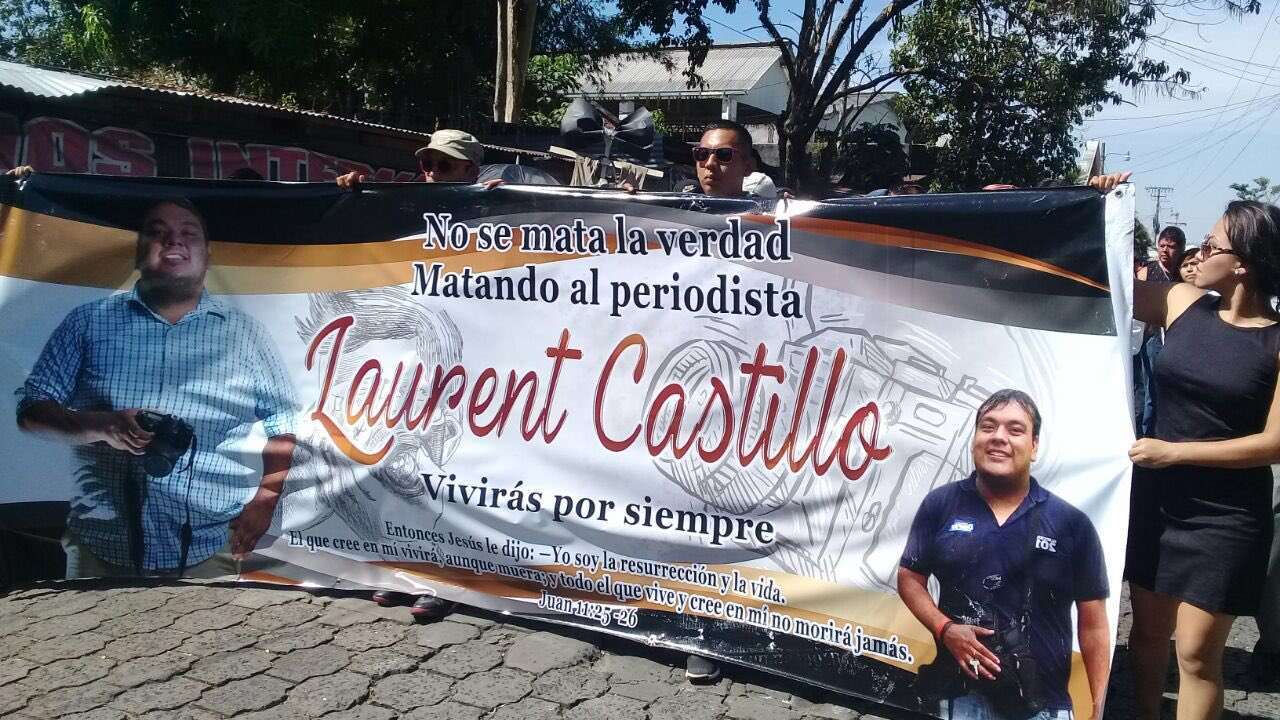 No se mata la verdad
Matando al periodista
Laurent Castillo
Vivirás por siempre
Entonces Jesús le dijo: –Yo soy la resurrección y la vida.
El que cree en mí vivirá, aunque muera; y todo el que vive y cree en mí no morirá jamás.
Juan 11:25-26